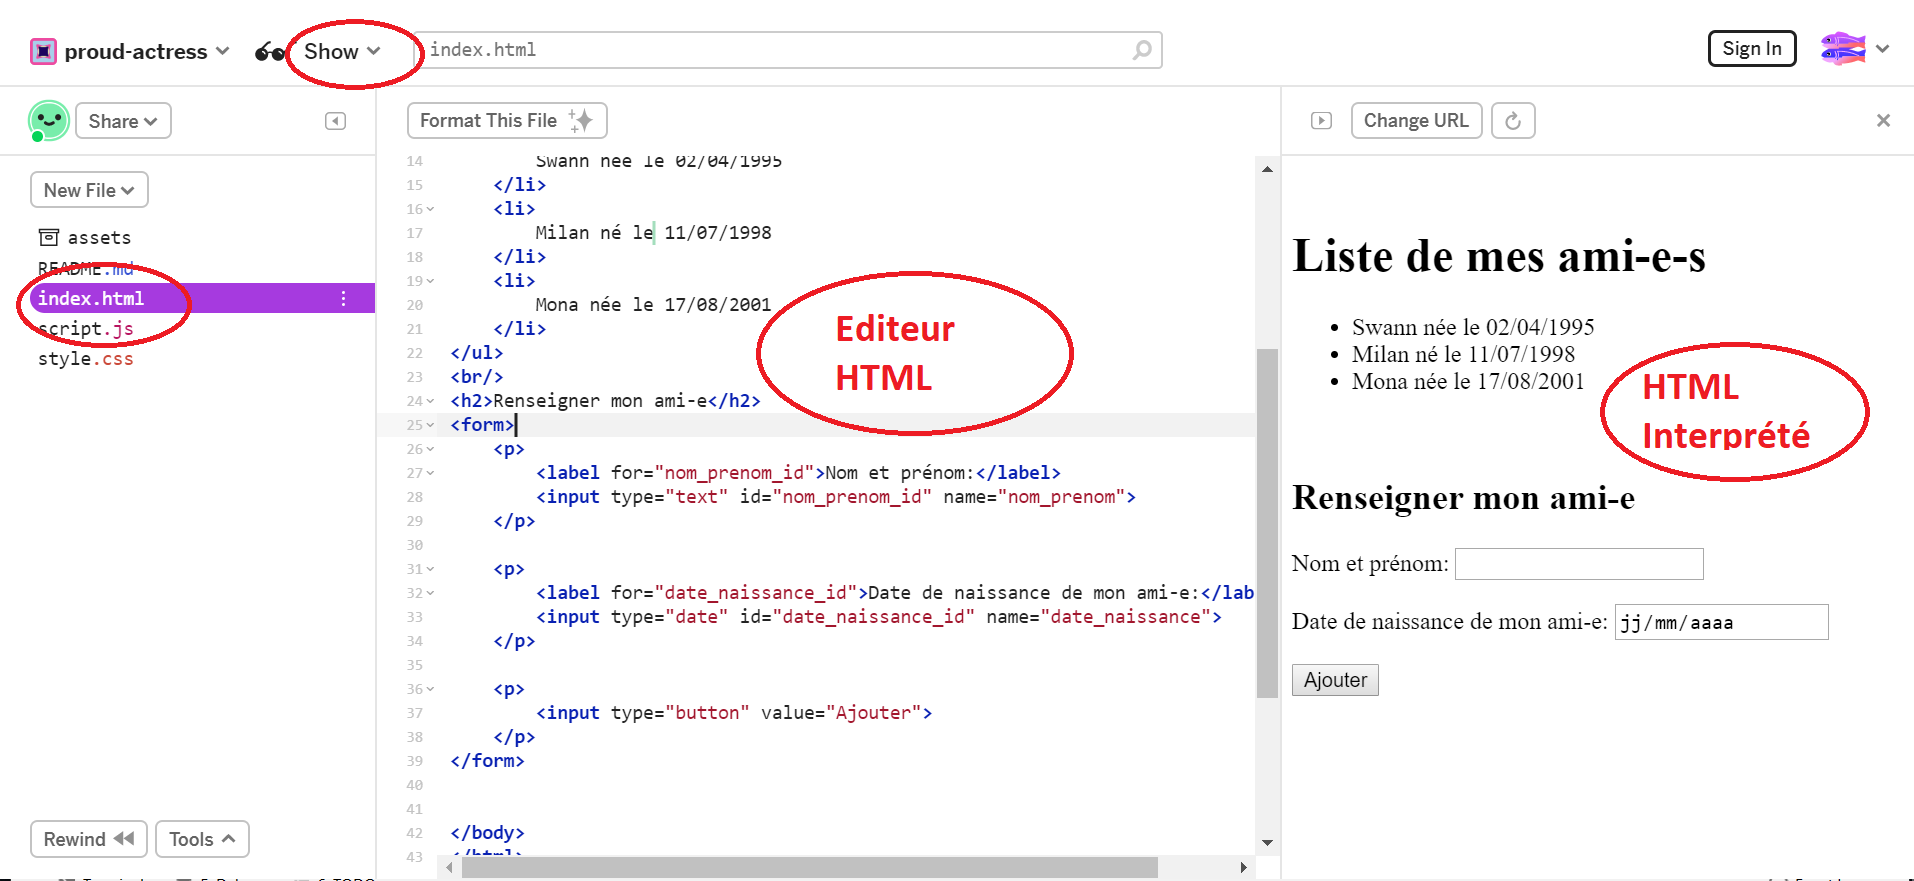 proud-actress Show index.html Sign In
Share Format This File Change URL
New File
assets
README.md
index.html
script.js
style.css
Rewind Tools
14 Swann née le 02/04/1995
15 </li>
16 <li>
17 Milan né le 11/07/1998
18 </li>
19 <li>
20 Mona née le 17/08/2001
21 </li>
22 </ul>
23 <br/>
24 <h2>Renseigner mon ami-e</h2>
25 <form>
26 <p>
27 <label for="nom_prenom_id">Nom et prénom:</label>
28 <input type="text" id="nom_prenom_id" name="nom_prenom">
29 </p>
30
31 <p>
32 <label for="date_naissance_id">Date de naissance de mon ami-e:</lab
33 <input type="date" id="date_naissance_id" name="date_naissance">
34 </p>
35
36 <p>
37 <input type="button" value="Ajouter">
38 </p>
39 </form>
40
41
42 </body>
43 </html>
Editeur
HTML
Liste de mes ami-e-s
Swann née le 02/04/1995
Milan né le 11/07/1998
Mona née le 17/08/2001
HTML
Interprété
Renseigner mon ami-e
Nom et prénom:
Date de naissance de mon ami-e: jj/mm/aaaa
Ajouter